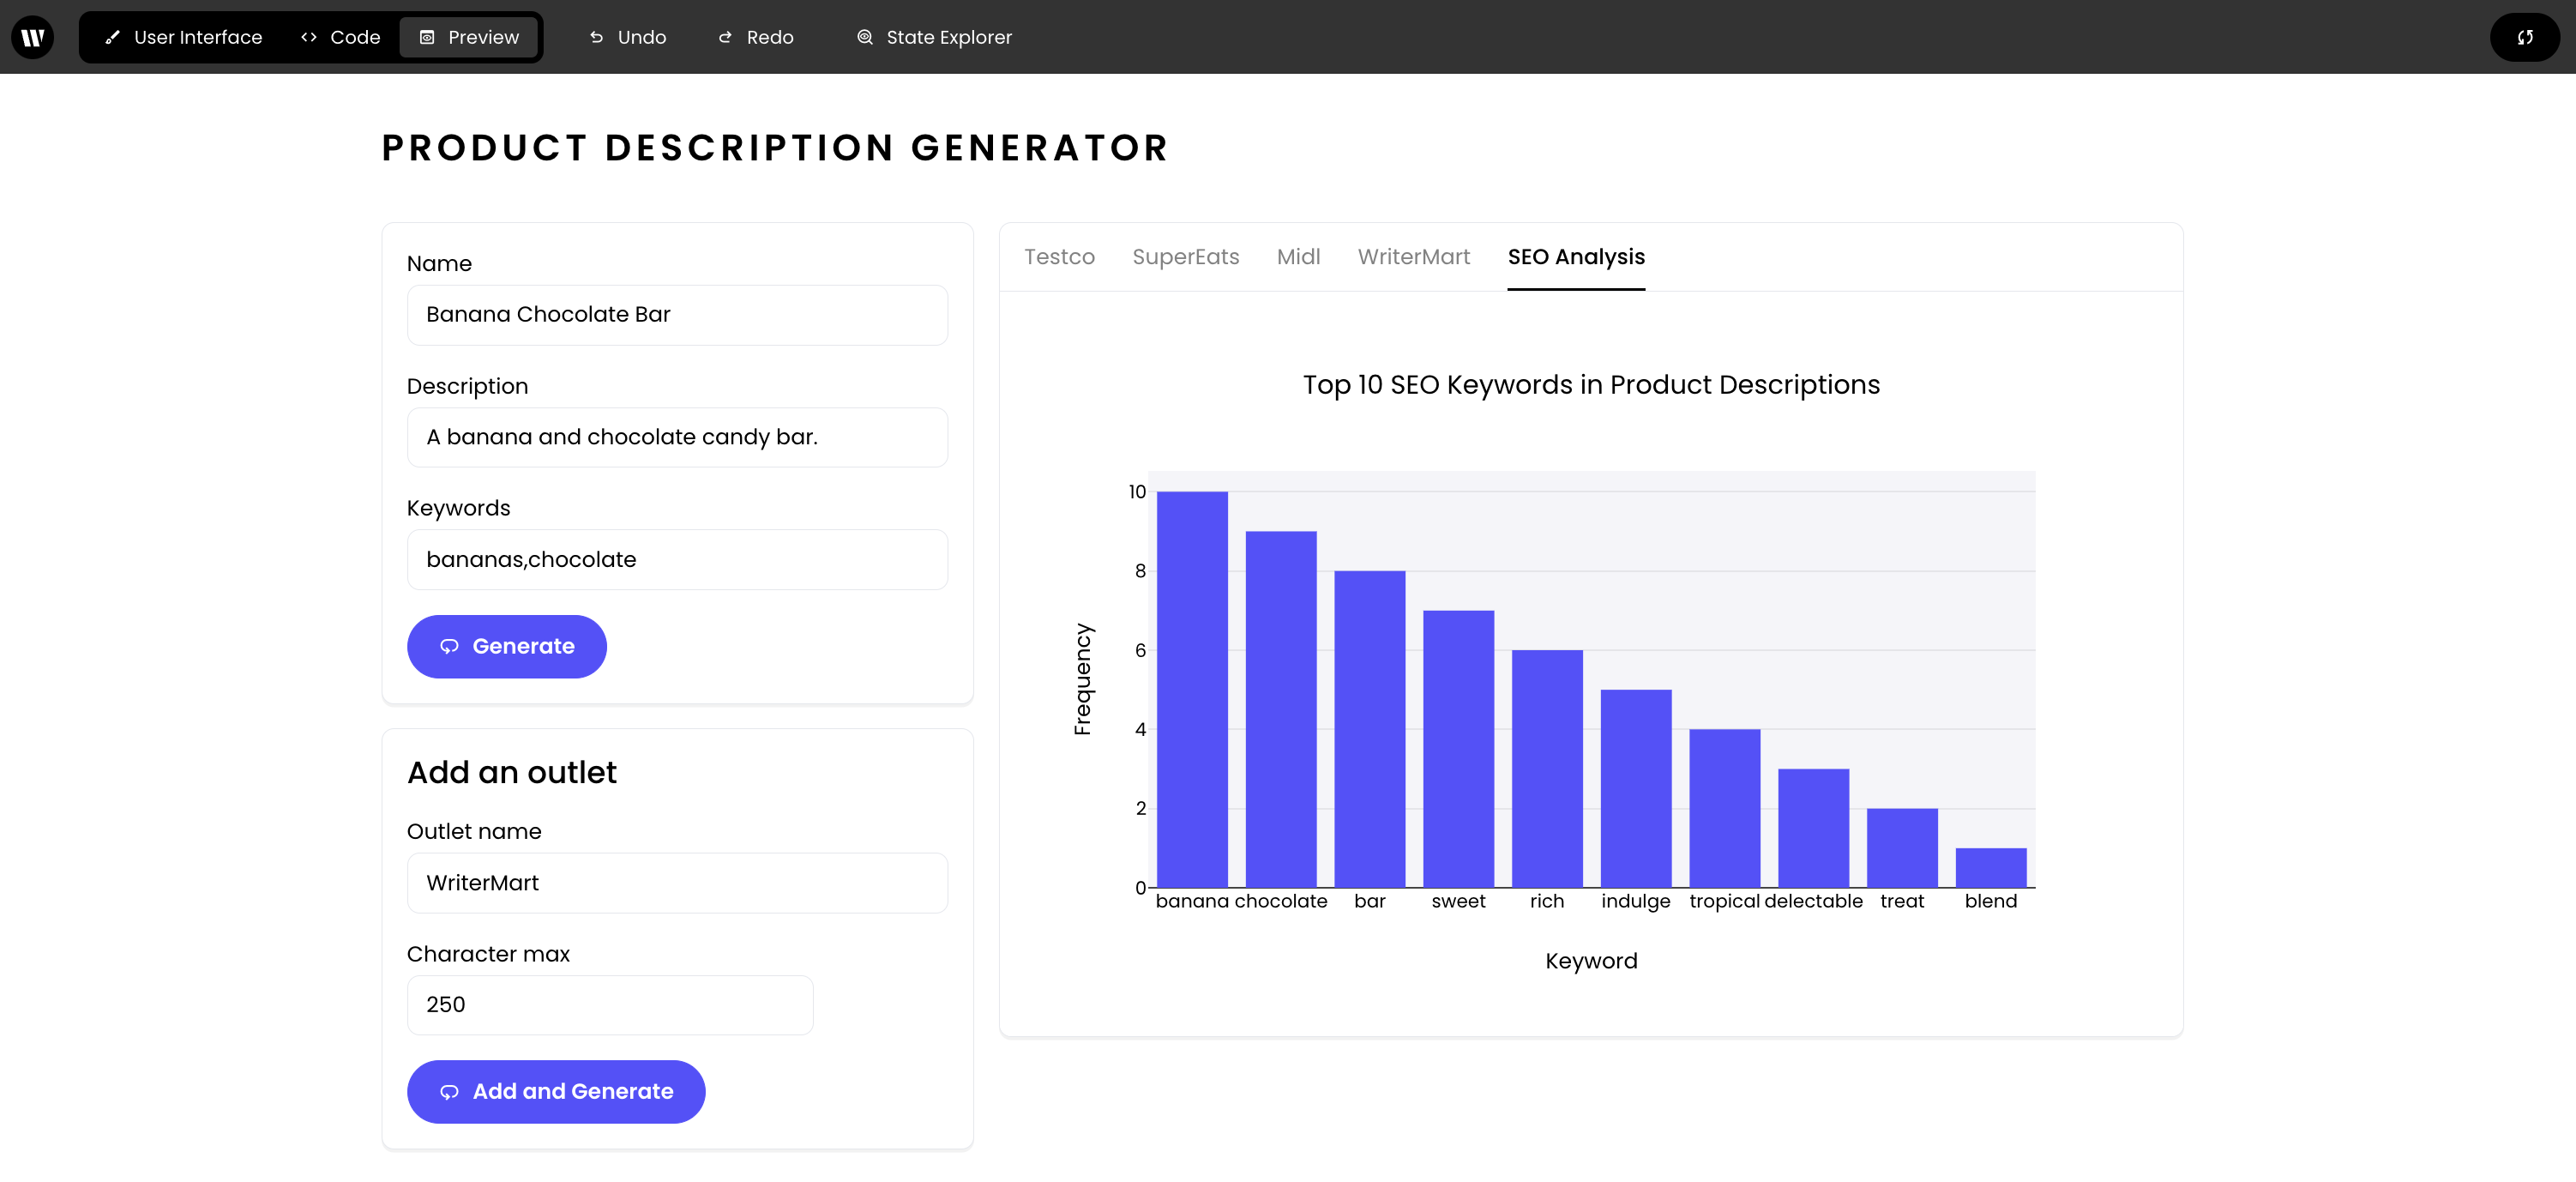 User Interface
Code
Preview
Undo
Redo
State Explorer
PRODUCT DESCRIPTION GENERATOR
Name
Banana Chocolate Bar
Description
A banana and chocolate candy bar.
Keywords
bananas,chocolate
Generate
Add an outlet
Outlet name
WriterMart
Character max
250
Add and Generate
Testco SuperEats Midl WriterMart SEO Analysis
Top 10 SEO Keywords in Product Descriptions
Frequency
10
8
6
4
2
0
banana chocolate bar sweet rich indulge tropical delectable treat blend
Keyword